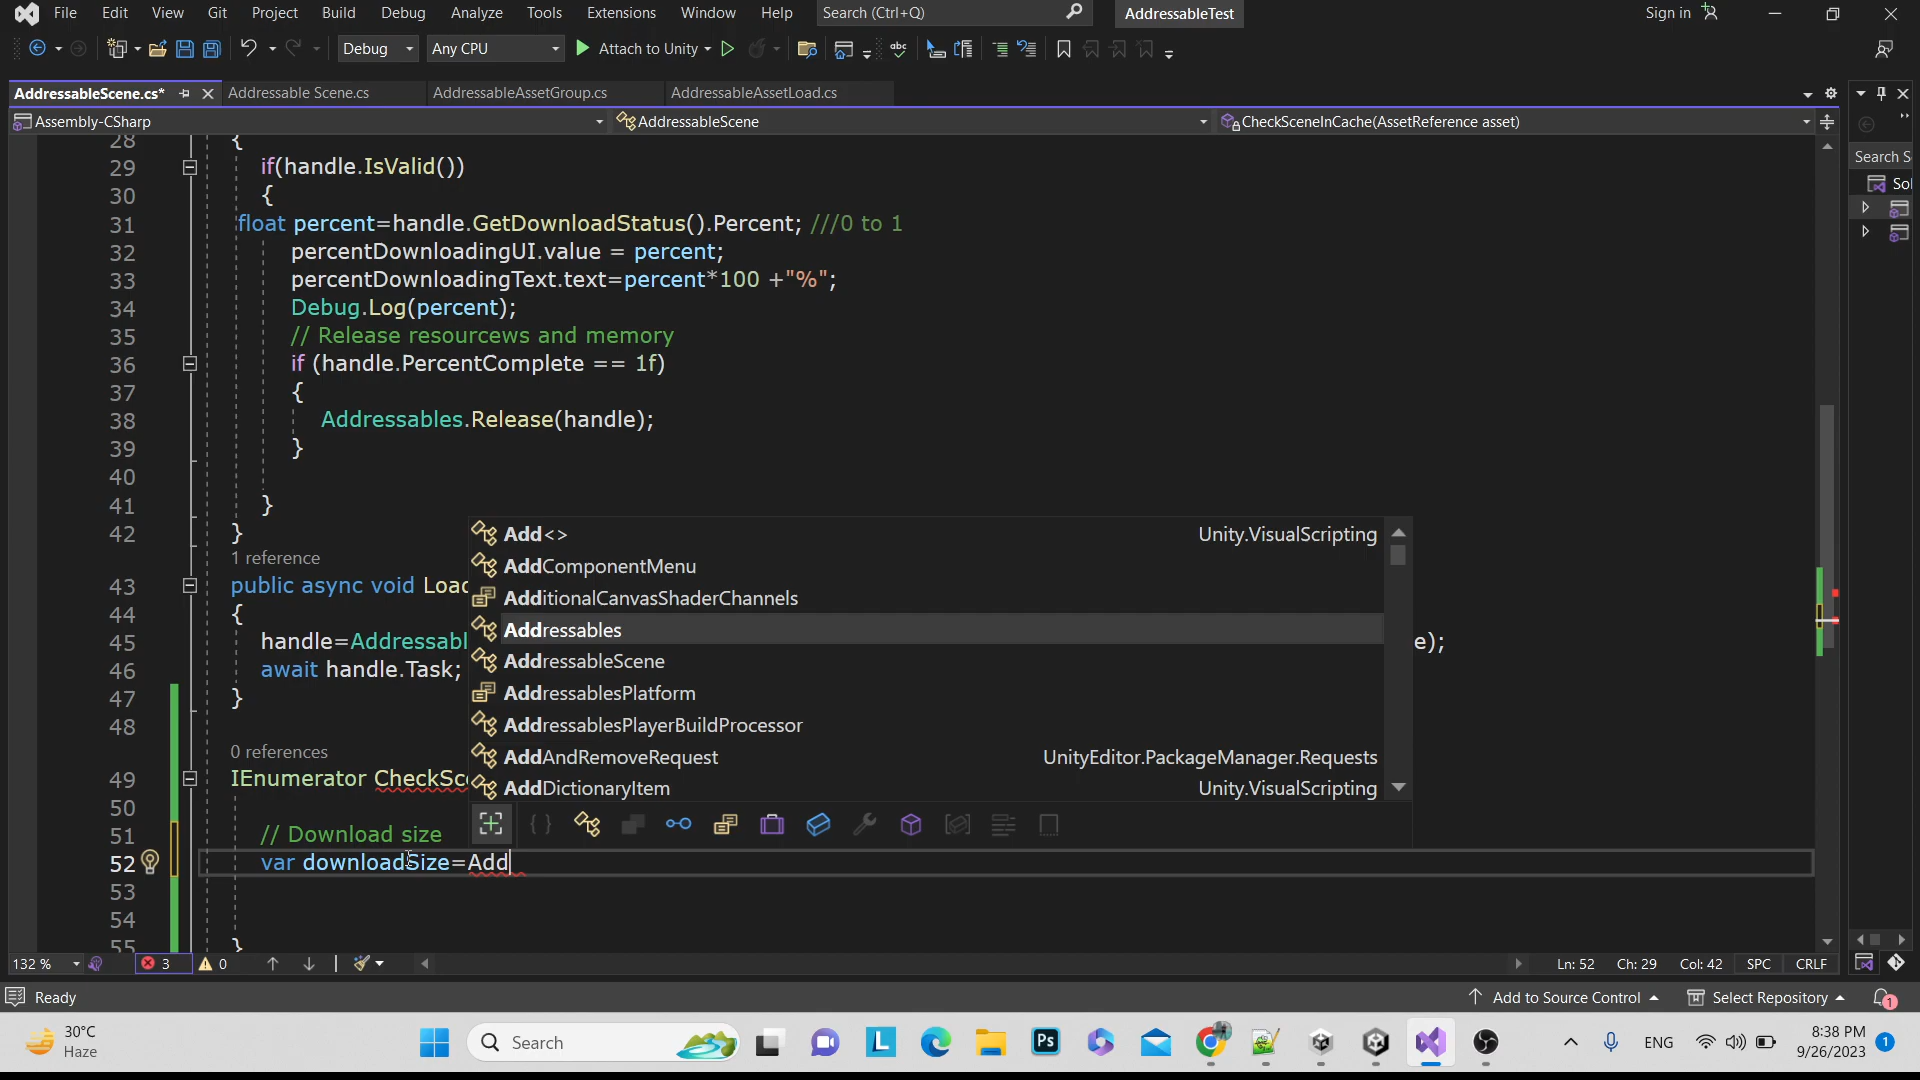 File Edit View Git Project Build Debug Analyze Tools Extensions Window Help Search (Ctrl+Q) AddressableTest Sign in
Debug Any CPU Attach to Unity abc
AddressableScene.cs* Addressable Scene.cs AddressableAssetGroup.cs AddressableAssetLoad.cs
Assembly-CSharp AddressableScene CheckSceneInCache(AssetReference asset)
Search S
Sol
28 {
29 if(handle.IsValid())
30 {
31 float percent=handle.GetDownloadStatus().Percent; ///0 to 1
32 percentDownloadingUI.value = percent;
33 percentDownloadingText.text=percent*100 +"%";
34 Debug.Log(percent);
35 // Release resourcews and memory
36 if (handle.PercentComplete == 1f)
37 {
38 Addressables.Release(handle);
39 }
40
41 }
42 }
1 reference
43 public async void Load
44 {
45 handle=Addressabl e);
46 await handle.Task;
47 }
48
0 references
49 IEnumerator CheckSce
50
51 // Download size
52 var downloadSize=Add
53
54
55 }
Add<> Unity.VisualScripting
AddComponentMenu
AdditionalCanvasShaderChannels
Addressables
AddressableScene
AddressablesPlatform
AddressablesPlayerBuildProcessor
AddAndRemoveRequest UnityEditor.PackageManager.Requests
AddDictionaryItem Unity.VisualScripting
132 % 3 0 Ln: 52 Ch: 29 Col: 42 SPC CRLF
Ready Add to Source Control Select Repository 1
30°C
Haze
Search
L
Ps
ENG
8:38 PM
9/26/2023
1